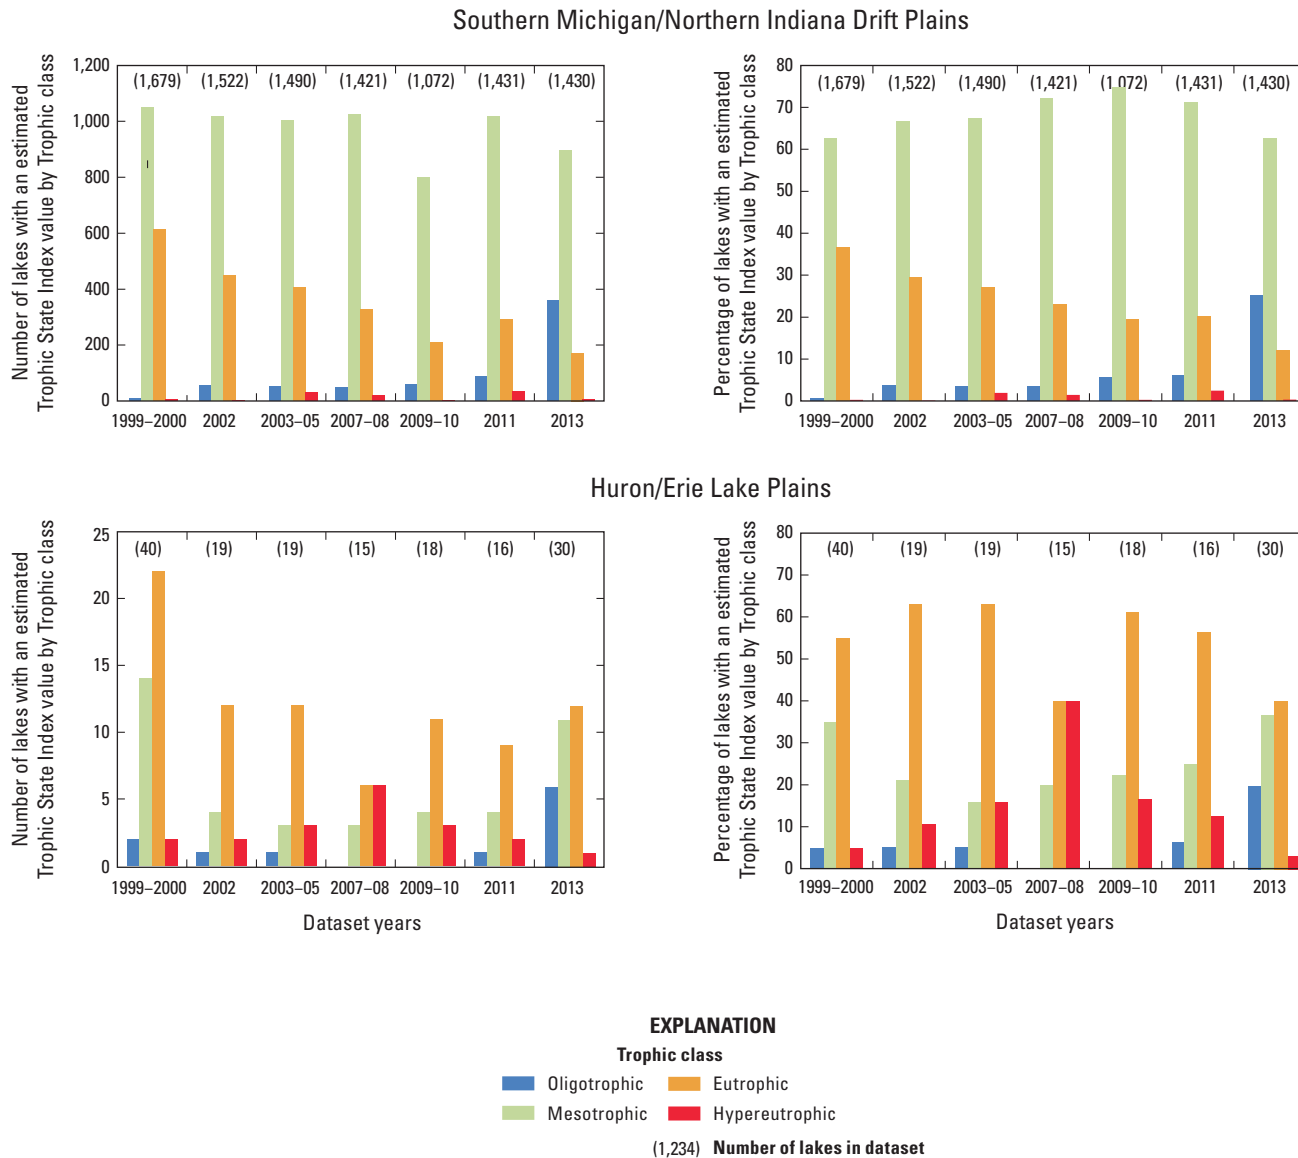 Southern Michigan/Northern Indiana Drift Plains
Number of lakes with an estimated
Trophic State Index value by Trophic class
1,200
1,000
800
600
400
200
0
(1,679) (1,522) (1,490) (1,421) (1,072) (1,431) (1,430)
1999–2000 2002 2003–05 2007–08 2009–10 2011 2013
Percentage of lakes with an estimated
Trophic State Index value by Trophic class
80
70
60
50
40
30
20
10
0
(1,679) (1,522) (1,490) (1,421) (1,072) (1,431) (1,430)
1999–2000 2002 2003–05 2007–08 2009–10 2011 2013
Huron/Erie Lake Plains
Number of lakes with an estimated
Trophic State Index value by Trophic class
25
20
15
10
5
0
(40) (19) (19) (15) (18) (16) (30)
1999–2000 2002 2003–05 2007–08 2009–10 2011 2013
Dataset years
Percentage of lakes with an estimated
Trophic State Index value by Trophic class
80
70
60
50
40
30
20
10
0
(40) (19) (19) (15) (18) (16) (30)
1999–2000 2002 2003–05 2007–08 2009–10 2011 2013
Dataset years
EXPLANATION
Trophic class
Oligotrophic Eutrophic
Mesotrophic Hypereutrophic
(1,234) Number of lakes in dataset